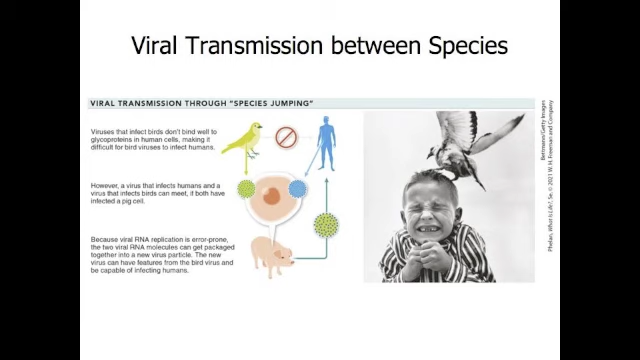 Viral Transmission between Species
VIRAL TRANSMISSION THROUGH "SPECIES JUMPING"
Viruses that infect birds don't bind well to
glycoproteins in human cells, making it
difficult for bird viruses to infect humans.
However, a virus that infects humans and a
virus that infects birds can meet, if both have
infected a pig cell.
Because viral RNA replication is error-prone,
the two viral RNA molecules can get packaged
together into a new virus particle. The new
virus can have features from the bird virus and
be capable of infecting humans.
Bettmann/Getty Images
Phelan, What Is Life?, 5e, © 2021 W. H. Freeman and Company